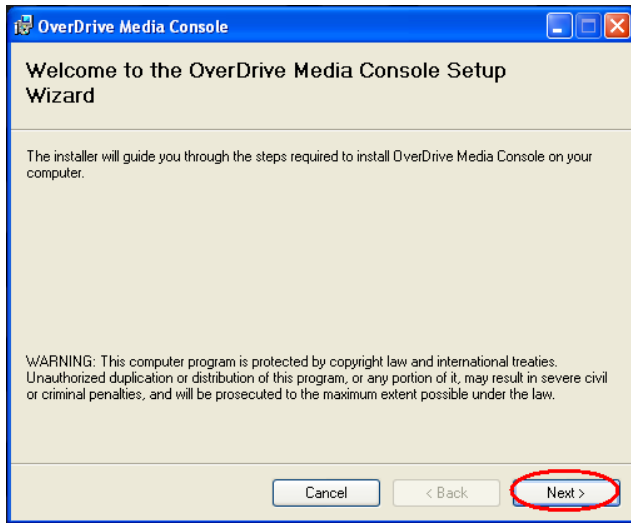 OverDrive Media Console
Welcome to the OverDrive Media Console Setup
Wizard
The installer will guide you through the steps required to install OverDrive Media Console on your
computer.
WARNING: This computer program is protected by copyright law and international treaties.
Unauthorized duplication or distribution of this program, or any portion of it, may result in severe civil
or criminal penalties, and will be prosecuted to the maximum extent possible under the law.
Cancel
< Back
Next >